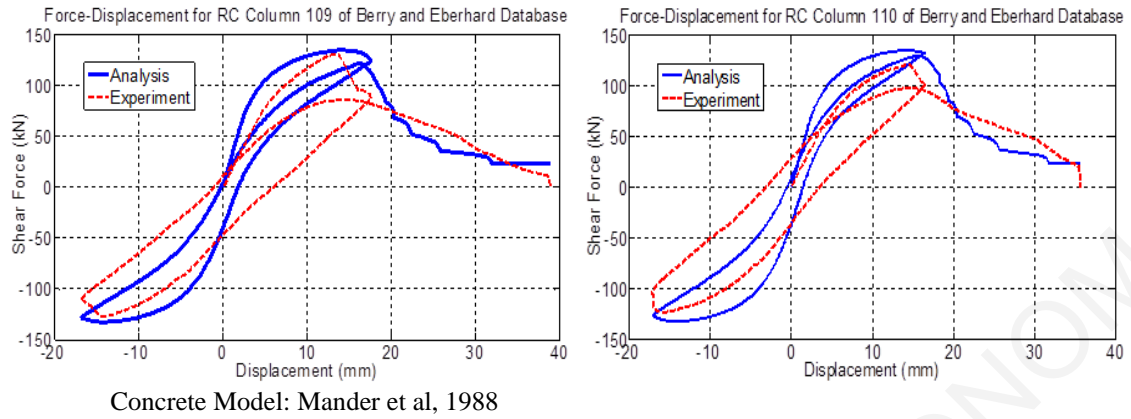 Force-Displacement for RC Column 109 of Berry and Eberhard Database
150
100
50
0
-50
-100
-150
Shear Force (kN)
Analysis
Experiment
-20 -10 0 10 20 30 40
Displacement (mm)
Force-Displacement for RC Column 110 of Berry and Eberhard Database
150
100
50
0
-50
-100
-150
Shear Force (kN)
Analysis
Experiment
-20 -10 0 10 20 30 40
Displacement (mm)
Concrete Model: Mander et al, 1988
ONOM